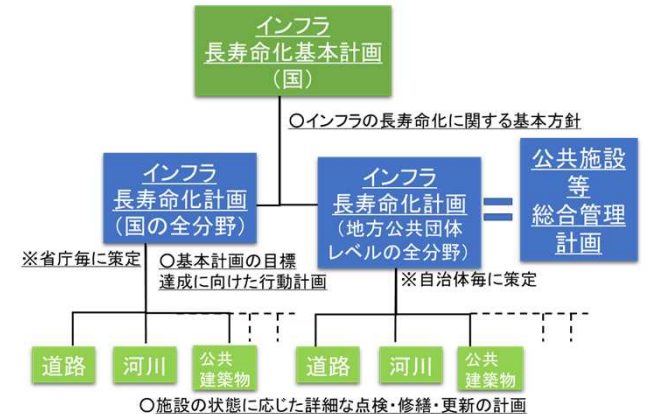 インフラ
長寿命化基本計画
(国)
○インフラの長寿命化に関する基本方針
インフラ
長寿命化計画
(国の全分野)
インフラ
長寿命化計画
(地方公共団体
レベルの全分野)
公共施設
等
総合管理
計画
※省庁毎に策定
○基本計画の目標
達成に向けた行動計画
※自治体毎に策定
道路
河川
公共
建築物
道路
河川
公共
建築物
○施設の状態に応じた詳細な点検・修繕・更新の計画